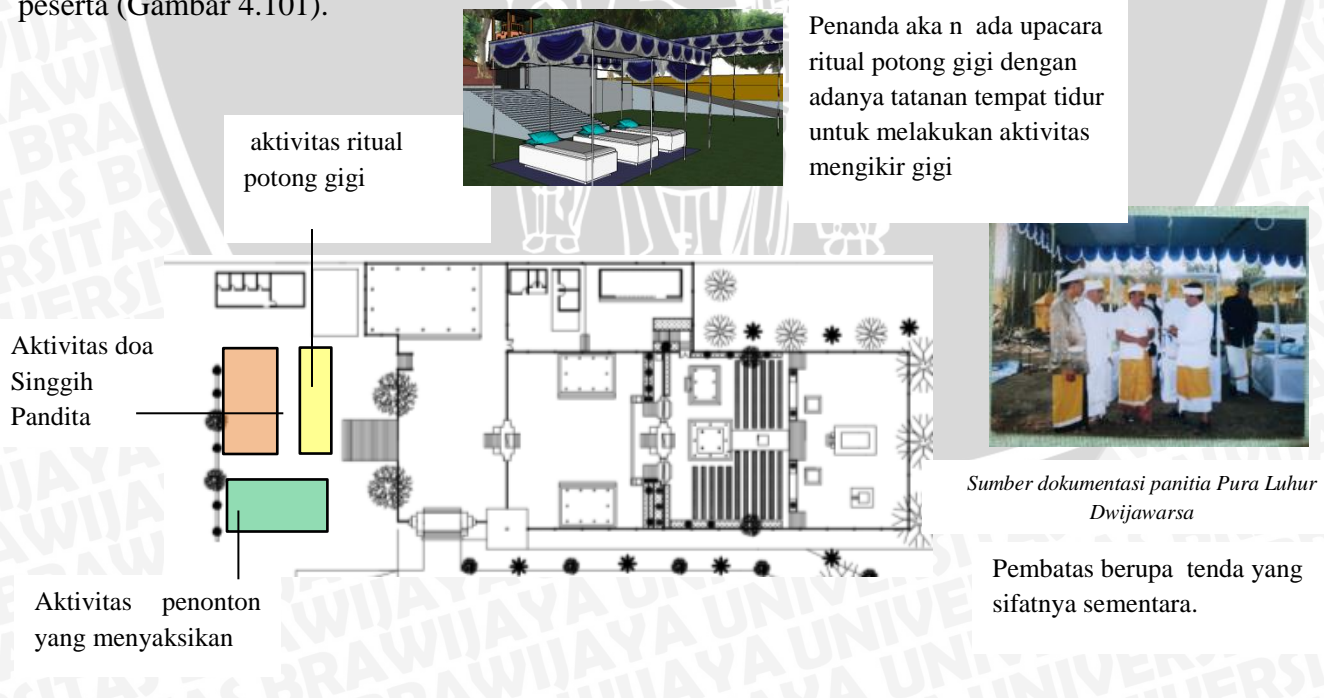 peserta (Gambar 4.101).
Penanda aka n ada upacara
ritual potong gigi dengan
adanya tatanan tempat tidur
untuk melakukan aktivitas
mengikir gigi
aktivitas ritual
potong gigi
Aktivitas doa
Singgih
Pandita
Sumber dokumentasi panitia Pura Luhur
Dwijawarsa
Aktivitas penonton
yang menyaksikan
Pembatas berupa tenda yang
sifatnya sementara.